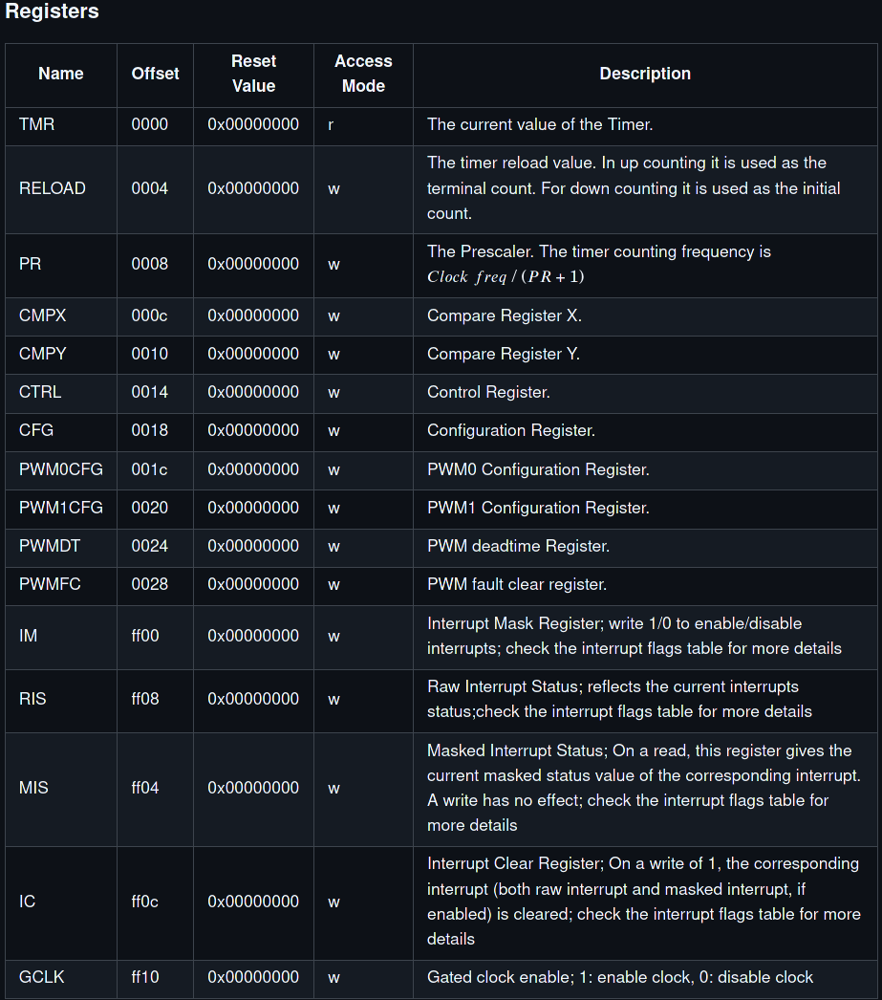 Registers
Name Offset Reset Value Access Mode Description
TMR 0000 0x00000000 r The current value of the Timer.
RELOAD 0004 0x00000000 w The timer reload value. In up counting it is used as the
terminal count. For down counting it is used as the initial
count.
PR 0008 0x00000000 w The Prescaler. The timer counting frequency is
Clock freq / (PR + 1)
CMPX 000c 0x00000000 w Compare Register X.
CMPY 0010 0x00000000 w Compare Register Y.
CTRL 0014 0x00000000 w Control Register.
CFG 0018 0x00000000 w Configuration Register.
PWM0CFG 001c 0x00000000 w PWM0 Configuration Register.
PWM1CFG 0020 0x00000000 w PWM1 Configuration Register.
PWMDT 0024 0x00000000 w PWM deadtime Register.
PWMFC 0028 0x00000000 w PWM fault clear register.
IM ff00 0x00000000 w Interrupt Mask Register; write 1/0 to enable/disable
interrupts; check the interrupt flags table for more details
RIS ff08 0x00000000 w Raw Interrupt Status; reflects the current interrupts
status;check the interrupt flags table for more details
MIS ff04 0x00000000 w Masked Interrupt Status; On a read, this register gives the
current masked status value of the corresponding interrupt.
A write has no effect; check the interrupt flags table for
more details
IC ff0c 0x00000000 w Interrupt Clear Register; On a write of 1, the corresponding
interrupt (both raw interrupt and masked interrupt, if
enabled) is cleared; check the interrupt flags table for more
details
GCLK ff10 0x00000000 w Gated clock enable; 1: enable clock, 0: disable clock